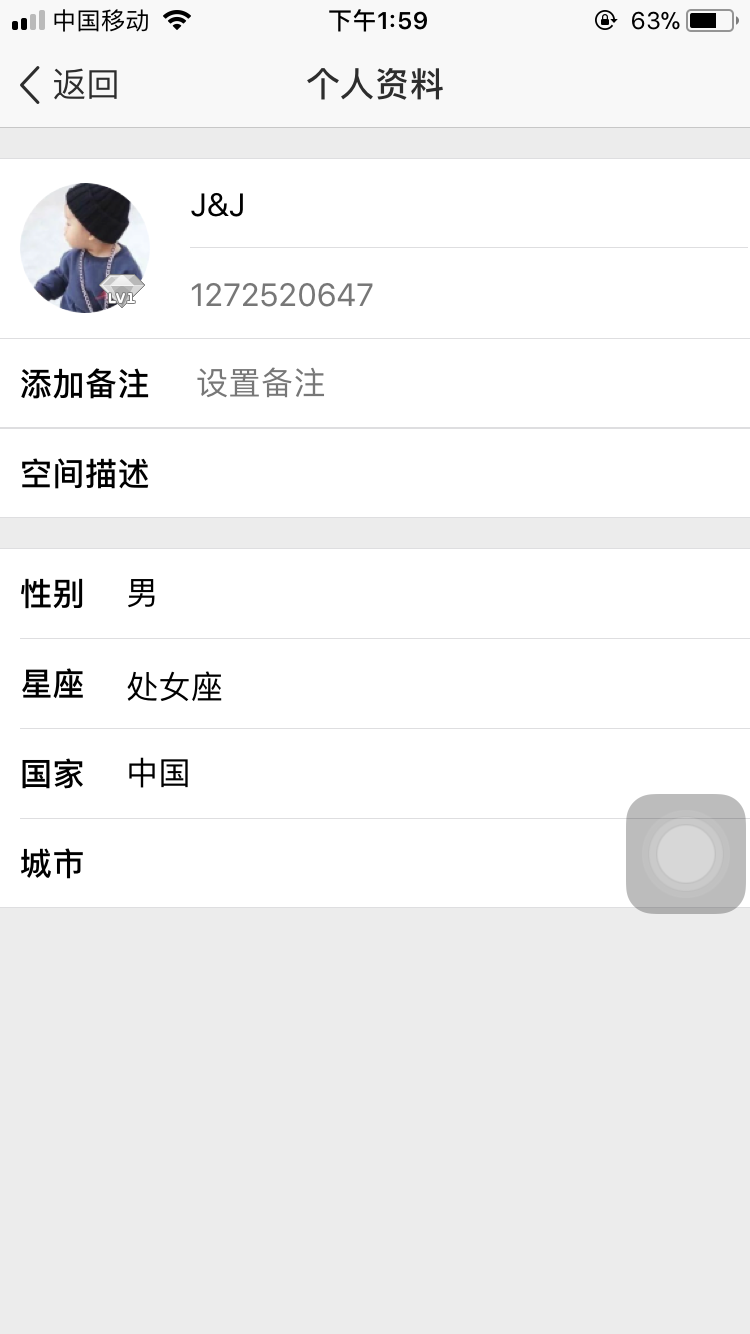 中国移动 下午1:59 63%
返回 个人资料
J&J
LV1
1272520647
添加备注 设置备注
空间描述
性别 男
星座 处女座
国家 中国
城市